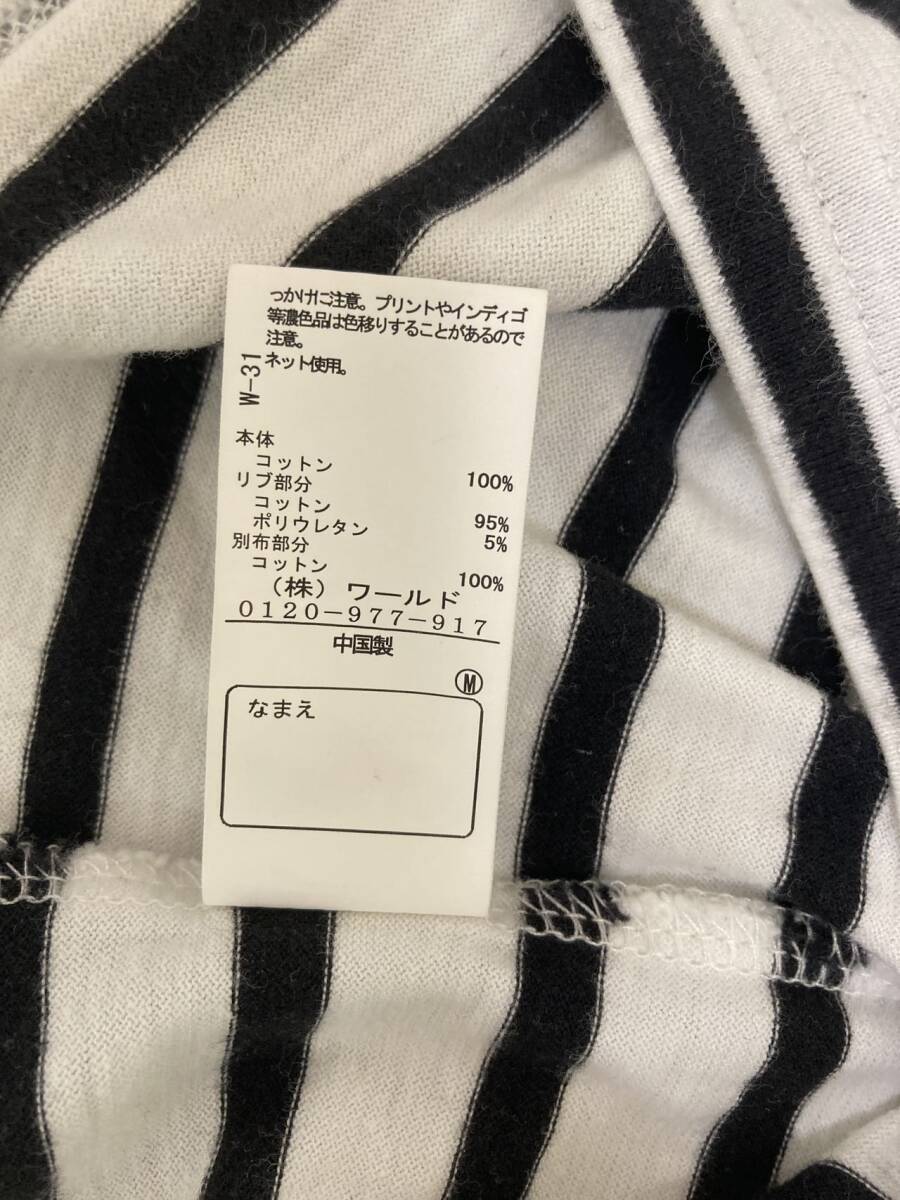 っかけに注意。プリントやインディゴ
等濃色品は色移りすることがあるので
注意。
ネット使用。
W-31
本体
コットン 100%
リブ部分
コットン 95%
ポリウレタン 5%
別布部分
コットン 100%
(株) ワールド
0120-977-917
中国製
Ⓜ
なまえ